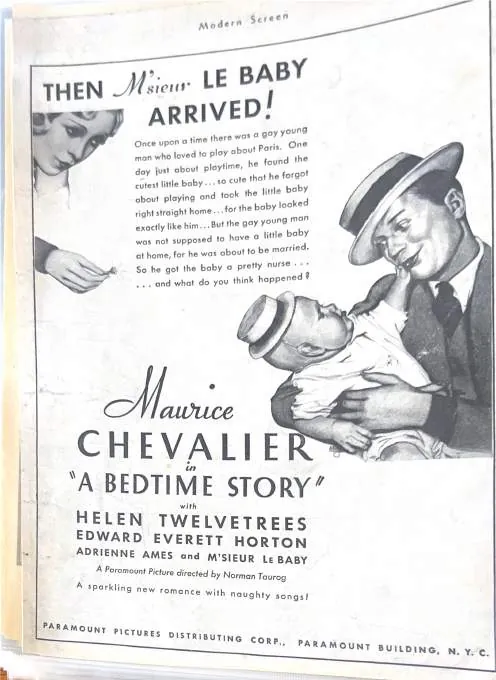 Modern Screen
THEN M'sieur LE BABY
ARRIVED!
Once upon a time there was a gay young
man who loved to play about Paris. One
day just about playtime, he found the
cutest little baby...so cute that he forgot
about playing and took the little baby
right straight home...for the baby looked
exactly like him...But the gay young man
was not supposed to have a little baby
at home, for he was about to be married.
So he got the baby a pretty nurse...
...and what do you think happened?
Maurice
CHEVALIER
in
"A BEDTIME STORY"
with
HELEN TWELVETREES
EDWARD EVERETT HORTON
ADRIENNE AMES and M'SIEUR LE BABY
A Paramount Picture directed by Norman Taurog
A sparkling new romance with naughty songs!
PARAMOUNT PICTURES DISTRIBUTING CORP., PARAMOUNT BUILDING, N. Y. C.